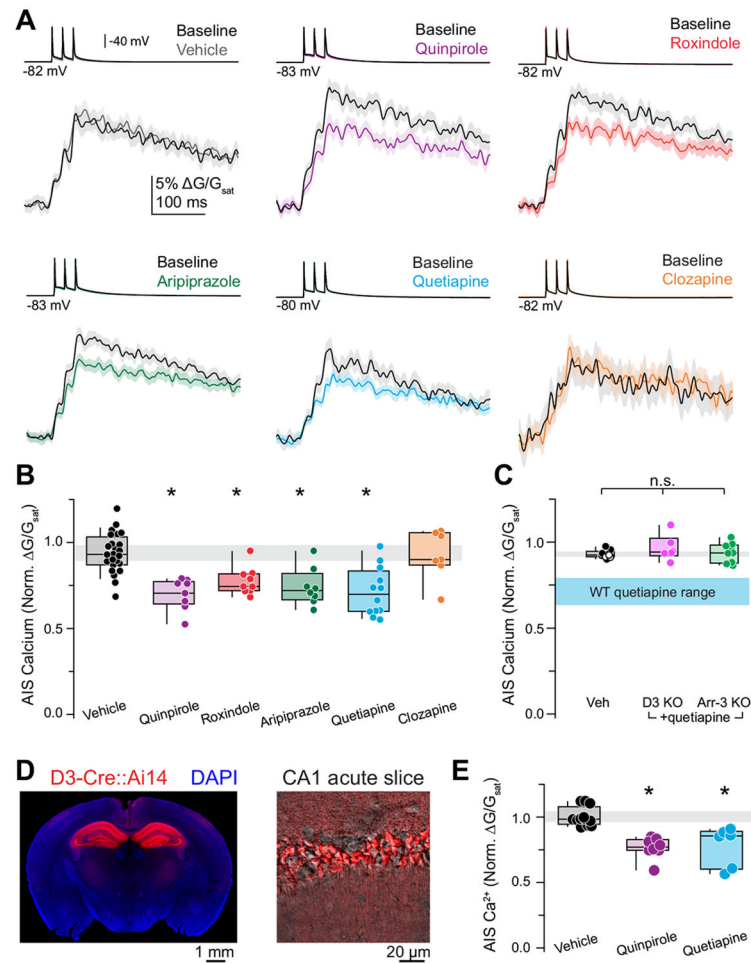 A
-40 mV
Baseline
Vehicle
-82 mV
Baseline
Quinpirole
-83 mV
Baseline
Roxindole
-82 mV
5% ΔG/Gsat
100 ms
Baseline
Aripiprazole
-83 mV
Baseline
Quetiapine
-80 mV
Baseline
Clozapine
-82 mV
B
AIS Calcium (Norm. ΔG/Gsat)
1.0
0.5
0.0
* * * *
Vehicle
Quinpirole
Roxindole
Aripiprazole
Quetiapine
Clozapine
C
AIS Calcium (Norm. ΔG/Gsat)
n.s.
1.0
0.5
0.0
WT quetiapine range
Veh D3 KO Arr-3 KO
+quetiapine
D
D3-Cre::Ai14 DAPI
1 mm
CA1 acute slice
20 µm
E
AIS Ca2+ (Norm. ΔG/Gsat)
* *
1.0
0.5
0.0
Vehicle
Quinpirole
Quetiapine